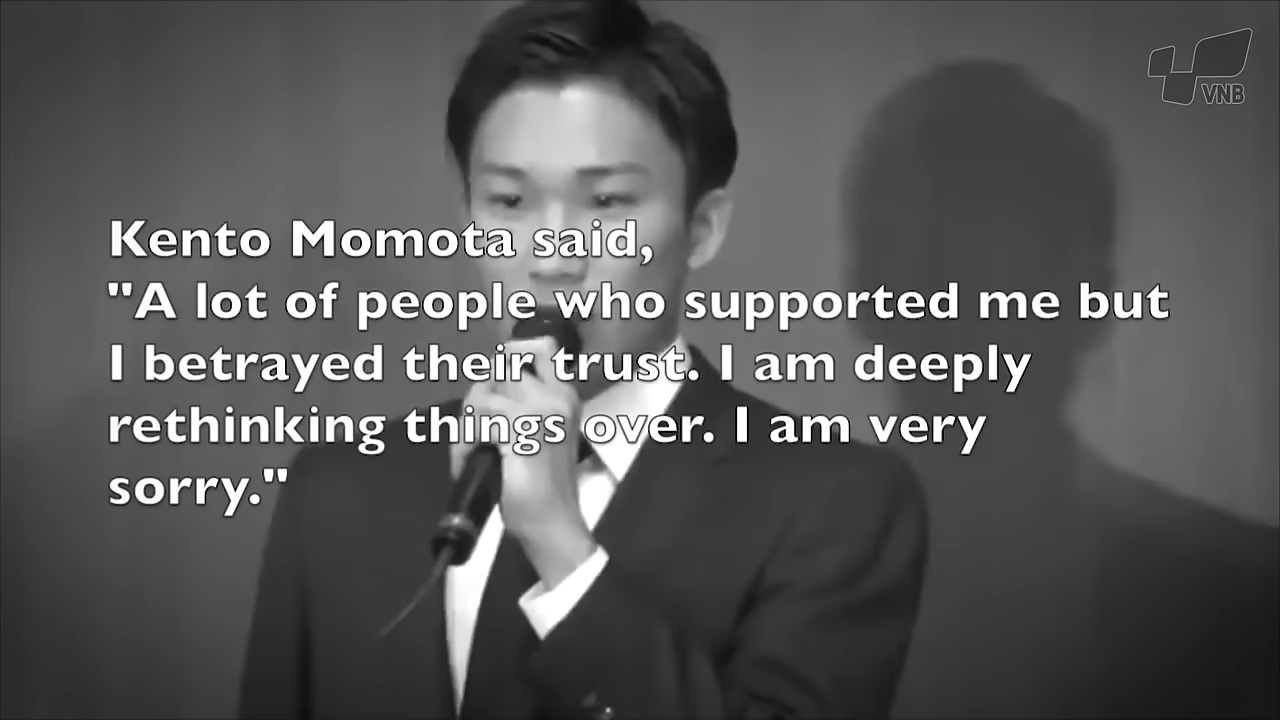 VNB
Kento Momota said,
"A lot of people who supported me but
I betrayed their trust. I am deeply
rethinking things over. I am very
sorry."